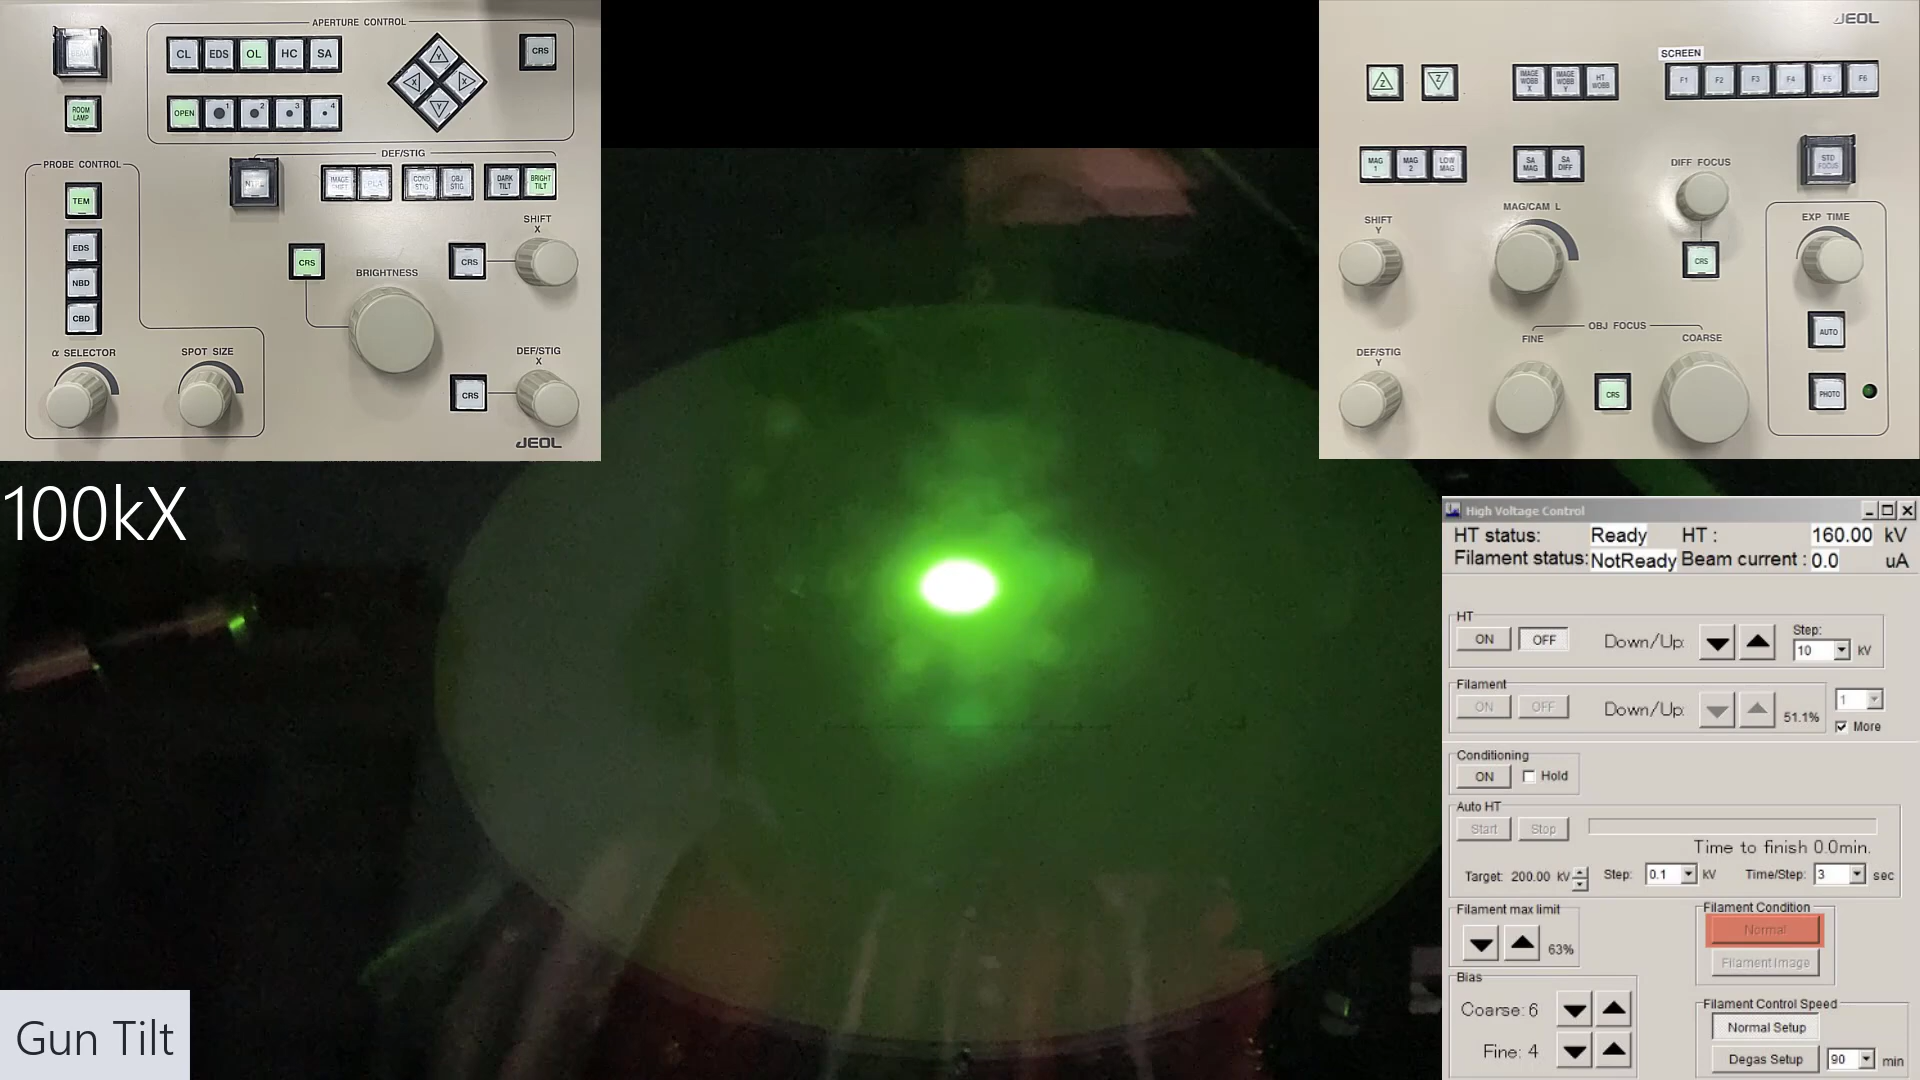 APERTURE CONTROL
CL EDS OL HC SA
CRS
ROOM LAMP
OPEN 1 2 3 4
Y
X X
Y
PROBE CONTROL
DEF/STIG
TEM
NTRL
IMAGE SHIFT PLA COND STIG OBJ STIG DARK TILT BRIGHT TILT
EDS
NBD
CBD
SHIFT X
CRS
BRIGHTNESS
CRS
α SELECTOR
SPOT SIZE
DEF/STIG X
CRS
JEOL
JEOL
SCREEN
Z Z
IMAGE WOBB X IMAGE WOBB Y HT WOBB
F1 F2 F3 F4 F5 F6
MAG 1 MAG 2 LOW MAG
SA MAG SA DIFF
DIFF FOCUS
STD FOCUS
SHIFT Y
MAG/CAM L
CRS
EXP TIME
OBJ FOCUS
FINE
COARSE
AUTO
DEF/STIG Y
CRS
PHOTO
100kX
Gun Tilt
High Voltage Control
HT status: Ready HT : 160.00 kV
Filament status: NotReady Beam current : 0.0 uA
HT
ON OFF Down/Up: Step: 10 kV
Filament
ON OFF Down/Up: 51.1% 1
More
Conditioning
ON Hold
Auto HT
Start Stop
Time to finish 0.0min.
Target: 200.00 kV Step: 0.1 kV Time/Step: 3 sec
Filament max limit
63%
Filament Condition
Normal
Filament Image
Bias
Coarse: 6
Fine: 4
Filament Control Speed
Normal Setup
Degas Setup 90 min